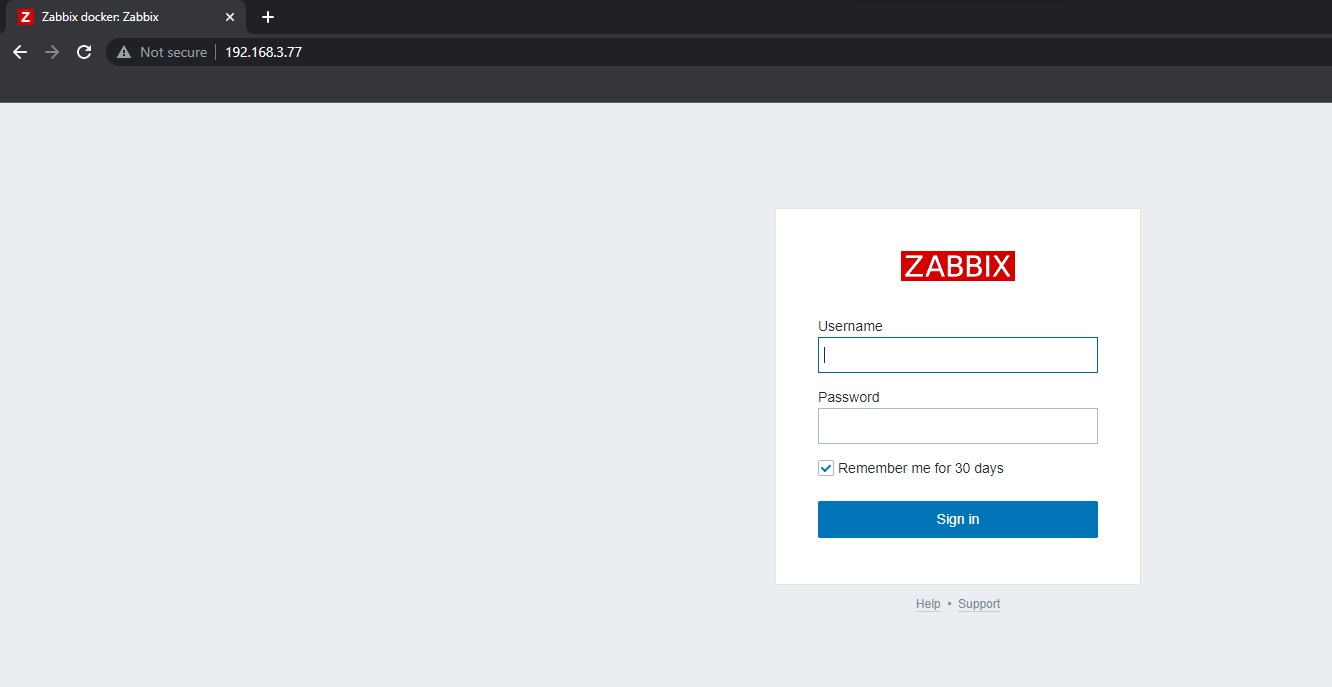 Z Zabbix docker: Zabbix
Not secure 192.168.3.77
ZABBIX
Username
Password
Remember me for 30 days
Sign in
Help • Support